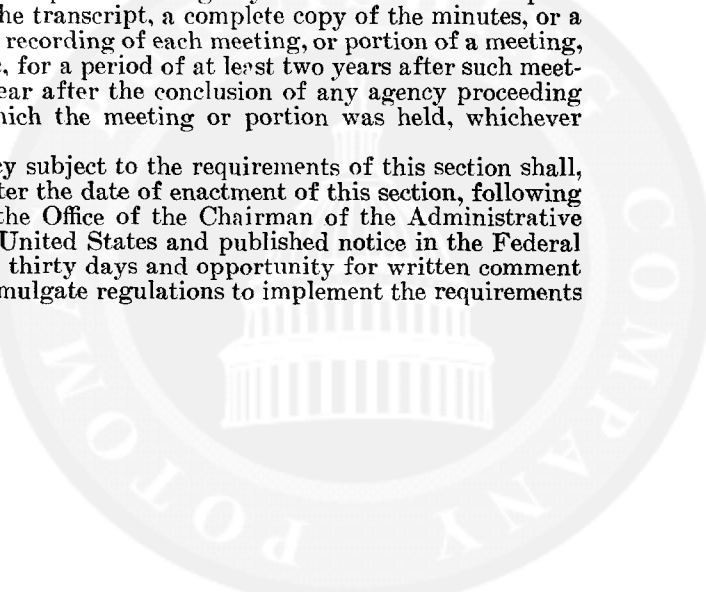 he transcript, a complete copy of the minutes, or a
recording of each meeting, or portion of a meeting,
, for a period of at least two years after such meet-
ear after the conclusion of any agency proceeding
hich the meeting or portion was held, whichever
y subject to the requirements of this section shall,
ter the date of enactment of this section, following
the Office of the Chairman of the Administrative
United States and published notice in the Federal
thirty days and opportunity for written comment
mulgate regulations to implement the requirements
COMPANY
POTOM